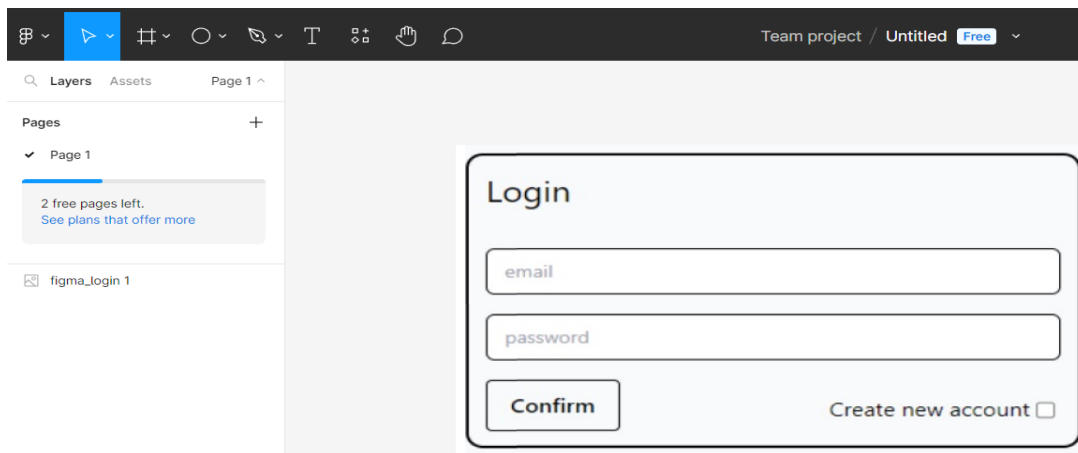 Team project / Untitled Free
Layers Assets Page 1
Pages
Page 1
2 free pages left.
See plans that offer more
figma_login 1
Login
email
password
Confirm
Create new account